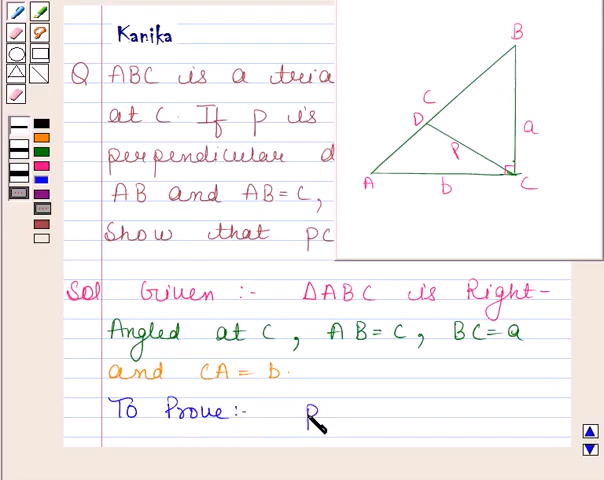 Kanika
Q ABC is a tria
at C. If p is
perpendicular d
AB and AB=C,
Show that pC
B
C
D
a
P
A
b
C
Sol Given :- ΔABC is Right-
Angled at C, AB=C, BC=a
and CA=b.
To Prove:- P